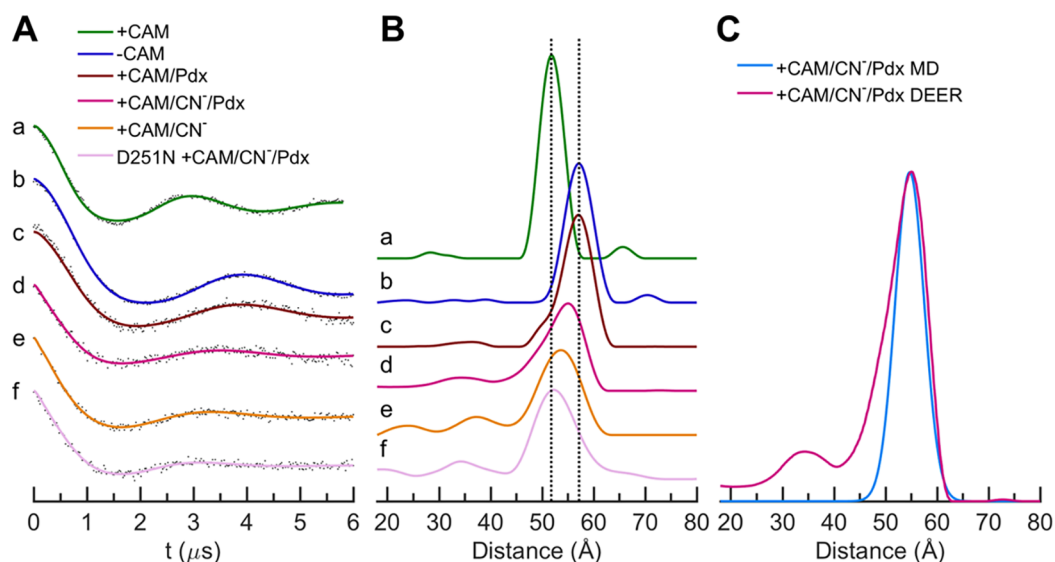 A
+CAM
-CAM
+CAM/Pdx
+CAM/CN⁻/Pdx
+CAM/CN⁻
D251N +CAM/CN⁻/Pdx
a
b
c
d
e
f
0 1 2 3 4 5 6
t (μs)
B
a
b
c
d
e
f
20 30 40 50 60 70 80
Distance (Å)
C
+CAM/CN⁻/Pdx MD
+CAM/CN⁻/Pdx DEER
20 30 40 50 60 70 80
Distance (Å)